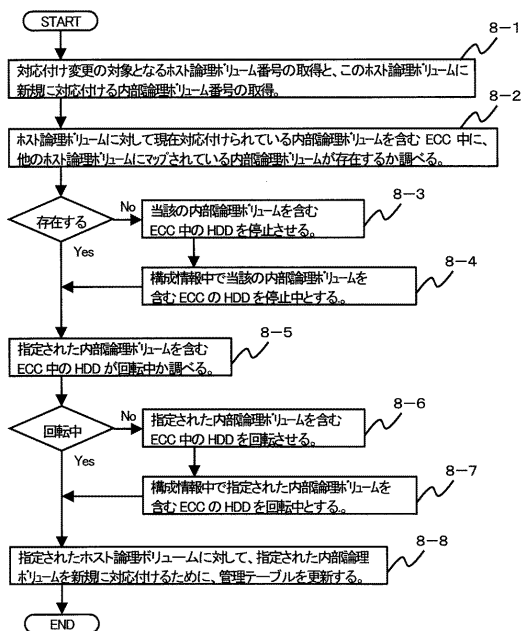 START
8-1
対応付け変更の対象となるホスト論理ボリューム番号の取得と、このホスト論理ボリュームに
新規に対応付ける内部論理ボリューム番号の取得。
8-2
ホスト論理ボリュームに対して現在対応付けられている内部論理ボリュームを含む ECC 中に、
他のホスト論理ボリュームにマップされている内部論理ボリュームが存在するか調べる。
存在する
No
Yes
8-3
当該の内部論理ボリュームを含む
ECC 中の HDD を停止させる。
8-4
構成情報中で当該の内部論理ボリュームを
含む ECC の HDD を停止中とする。
8-5
指定された内部論理ボリュームを含む
ECC 中の HDD が回転中か調べる。
回転中
No
Yes
8-6
指定された内部論理ボリュームを含む
ECC 中の HDD を回転させる。
8-7
構成情報中で指定された内部論理ボリュームを
含む ECC の HDD を回転中とする。
8-8
指定されたホスト論理ボリュームに対して、指定された内部論理
ボリュームを新規に対応付けるために、管理テーブルを更新する。
END